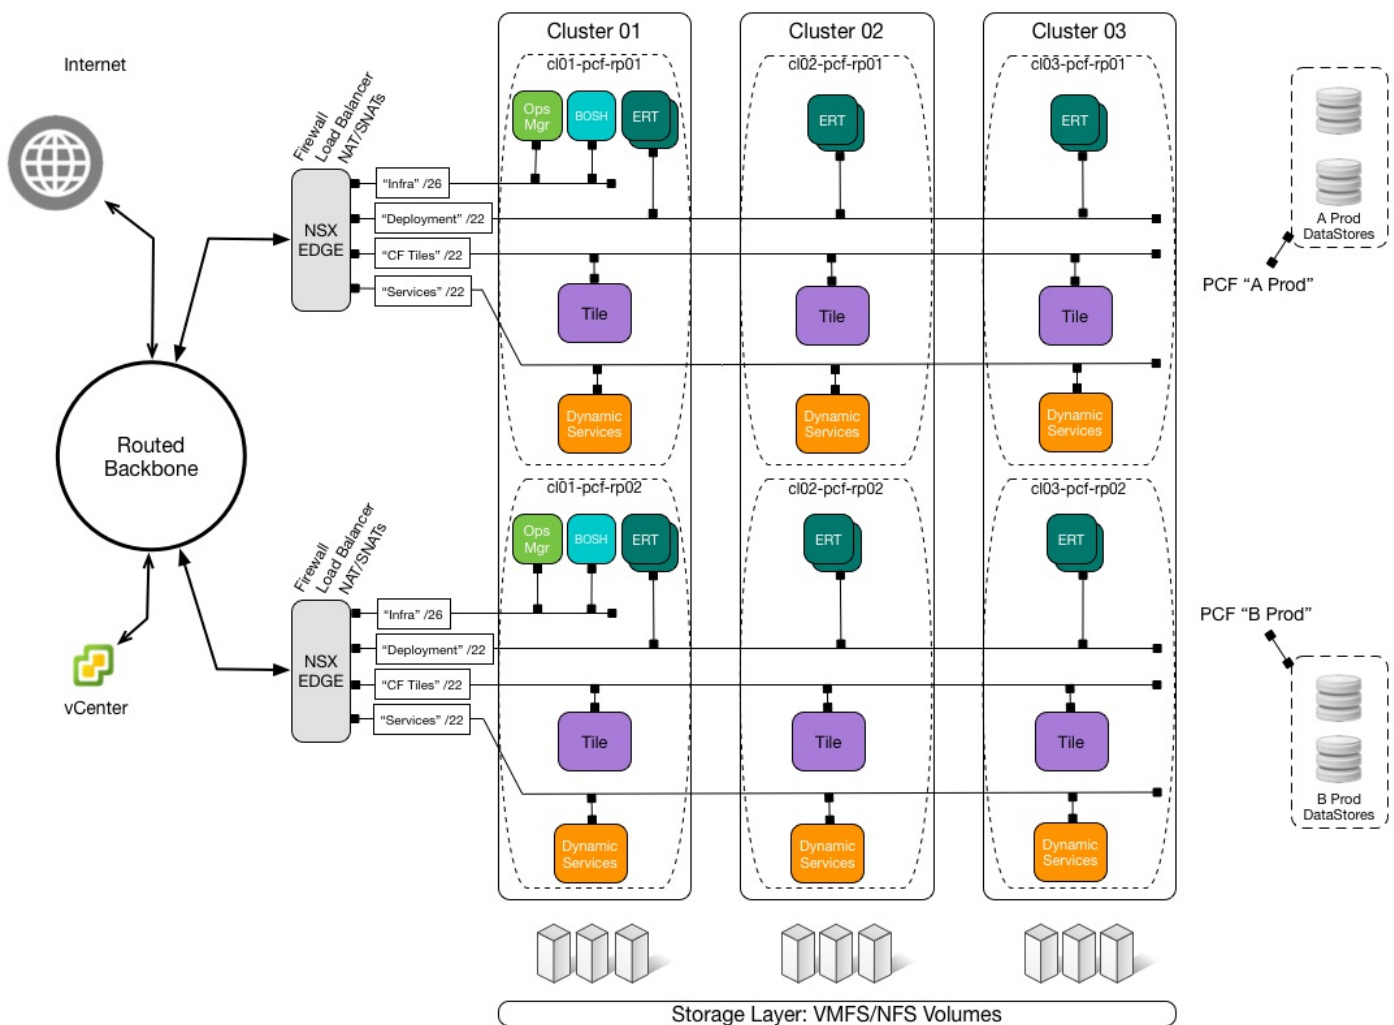 Internet
Firewall
Load Balancer
NAT/SNATs
NSX
EDGE
"Infra" /26
"Deployment" /22
"CF Tiles" /22
"Services" /22
Cluster 01
cl01-pcf-rp01
Ops
Mgr
BOSH
ERT
Tile
Dynamic
Services
Cluster 02
cl02-pcf-rp01
ERT
Tile
Dynamic
Services
Cluster 03
cl03-pcf-rp01
ERT
Tile
Dynamic
Services
A Prod
DataStores
PCF "A Prod"
Routed
Backbone
vCenter
Firewall
Load Balancer
NAT/SNATs
NSX
EDGE
"Infra" /26
"Deployment" /22
"CF Tiles" /22
"Services" /22
cl01-pcf-rp02
Ops
Mgr
BOSH
ERT
Tile
Dynamic
Services
cl02-pcf-rp02
ERT
Tile
Dynamic
Services
cl03-pcf-rp02
ERT
Tile
Dynamic
Services
PCF "B Prod"
B Prod
DataStores
Storage Layer: VMFS/NFS Volumes